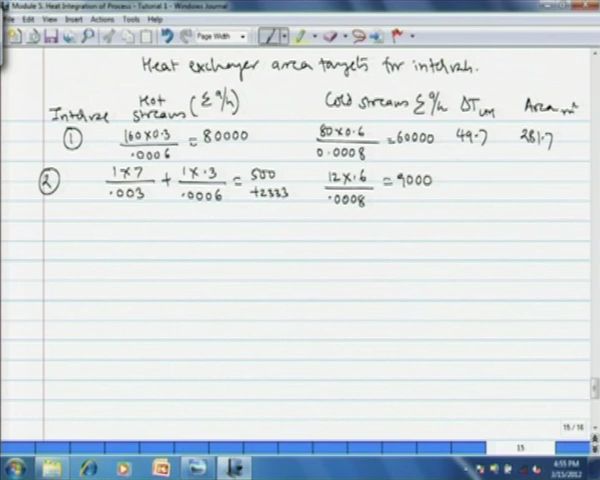 Module 5. Heat Integration of Process - Tutorial 1 - Windows Journal
File Edit View Insert Actions Tools Help
Page Width
Heat exchanger area targets for intervals.
Interval Hot streams (Σ q/h) Cold streams Σ q/h ΔT LM Area m²
① 160×0.3 / .0006 = 80000 80×0.6 / 0.0008 = 60000 49.7 281.7
② 1×7 / .003 + 1×.3 / .0006 = 500 +2333 12×.6 / .0008 = 9000
15 / 16
15
4:55 PM
3/15/2012